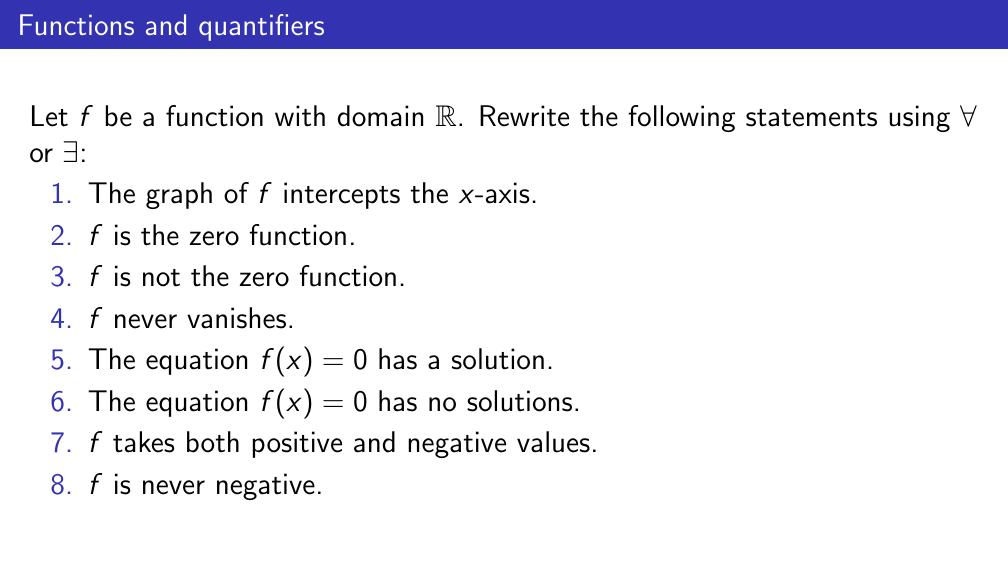 Functions and quantifiers
Let f be a function with domain ℝ. Rewrite the following statements using ∀
or ∃:
1. The graph of f intercepts the x-axis.
2. f is the zero function.
3. f is not the zero function.
4. f never vanishes.
5. The equation f(x) = 0 has a solution.
6. The equation f(x) = 0 has no solutions.
7. f takes both positive and negative values.
8. f is never negative.